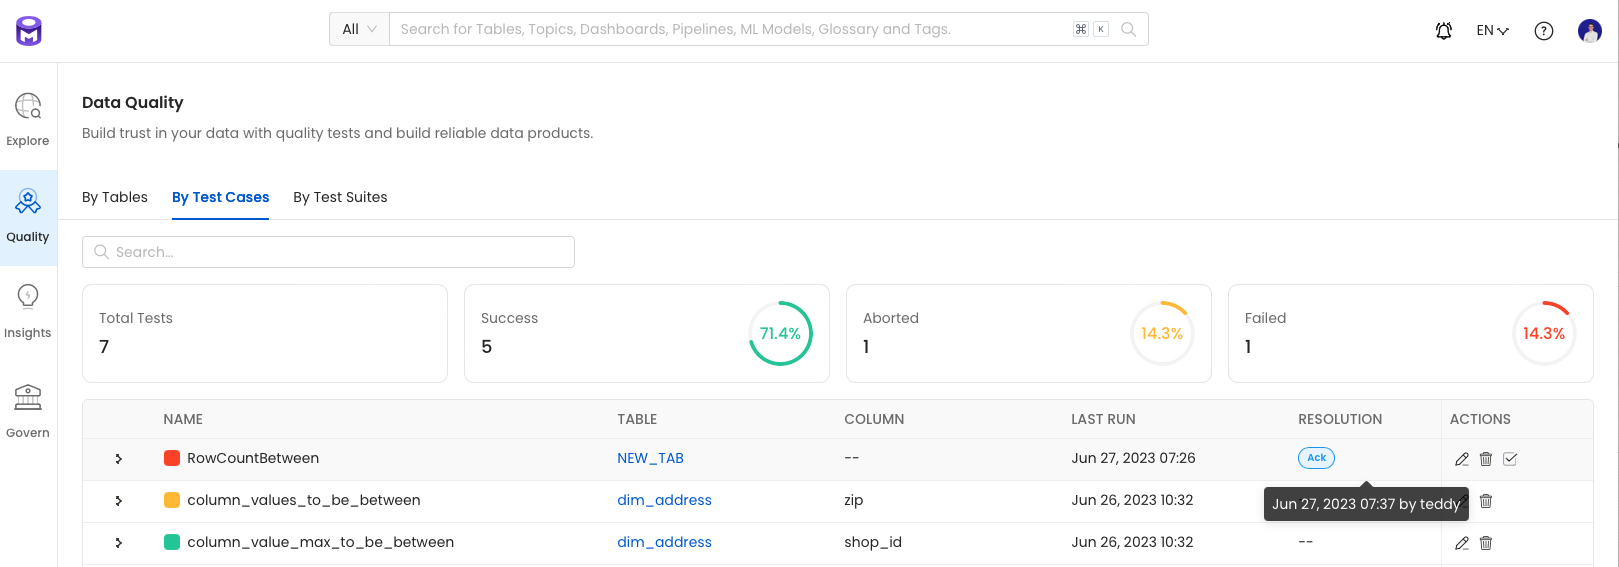 All Search for Tables, Topics, Dashboards, Pipelines, ML Models, Glossary and Tags. ⌘ K EN ?
Data Quality
Build trust in your data with quality tests and build reliable data products.
Explore
By Tables By Test Cases By Test Suites
Quality
Search...
Total Tests Success Aborted Failed
7 5 71.4% 1 14.3% 1 14.3%
Insights
NAME TABLE COLUMN LAST RUN RESOLUTION ACTIONS
Govern
RowCountBetween NEW_TAB -- Jun 27, 2023 07:26 Ack
column_values_to_be_between dim_address zip Jun 26, 2023 10:32
Jun 27, 2023 07:37 by teddy
column_value_max_to_be_between dim_address shop_id Jun 26, 2023 10:32 --